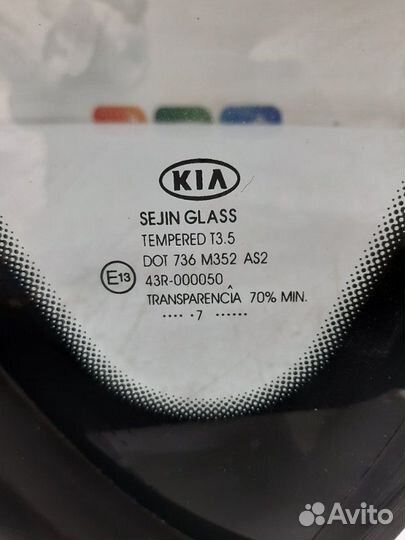 KIA
SEJIN GLASS
TEMPERED T3.5
DOT 736 M352 AS2
E13 43R-000050
TRANSPARENCIA 70% MIN.
..... 7 ......
Avito